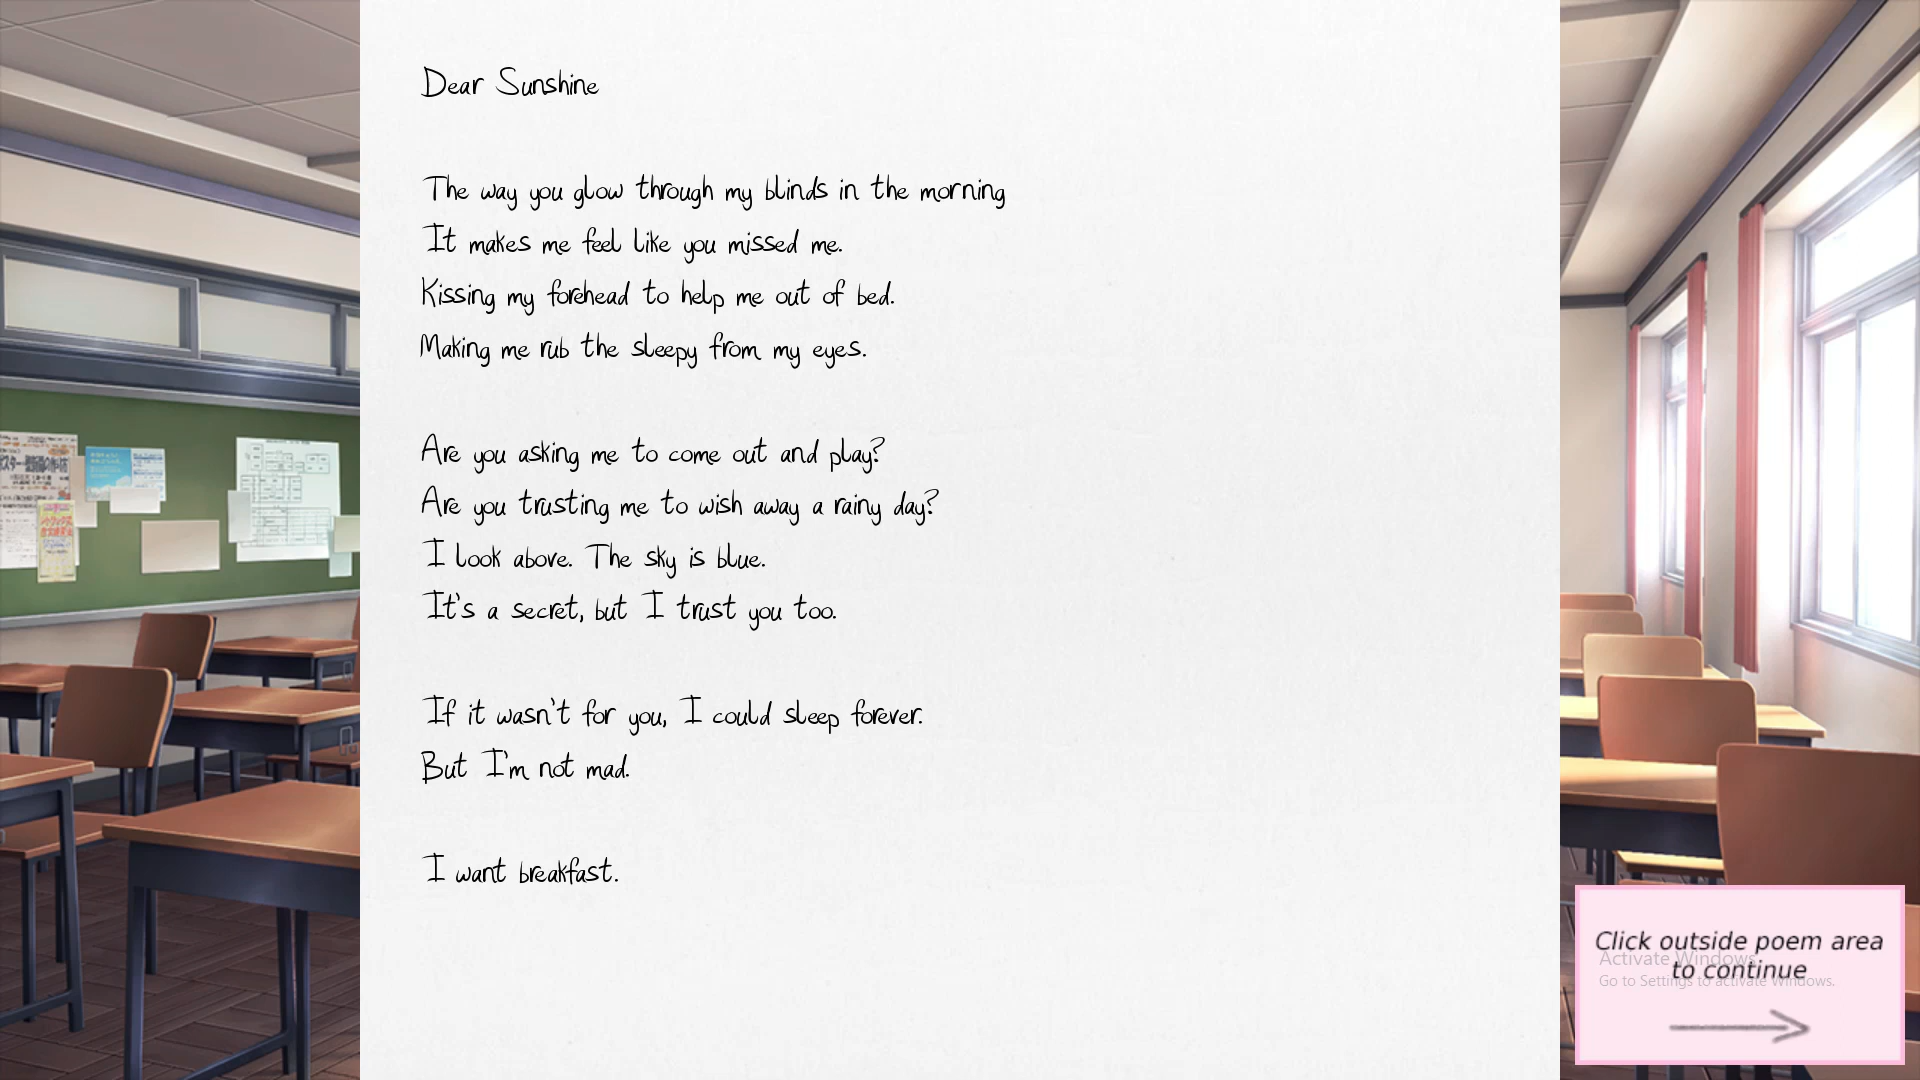 Dear Sunshine
The way you glow through my blinds in the morning
It makes me feel like you missed me.
Kissing my forehead to help me out of bed.
Making me rub the sleepy from my eyes.
Are you asking me to come out and play?
Are you trusting me to wish away a rainy day?
I look above. The sky is blue.
It's a secret, but I trust you too.
If it wasn't for you, I could sleep forever.
But I'm not mad.
I want breakfast.
Click outside poem area
to continue
Activate Windows
Go to Settings to activate Windows.